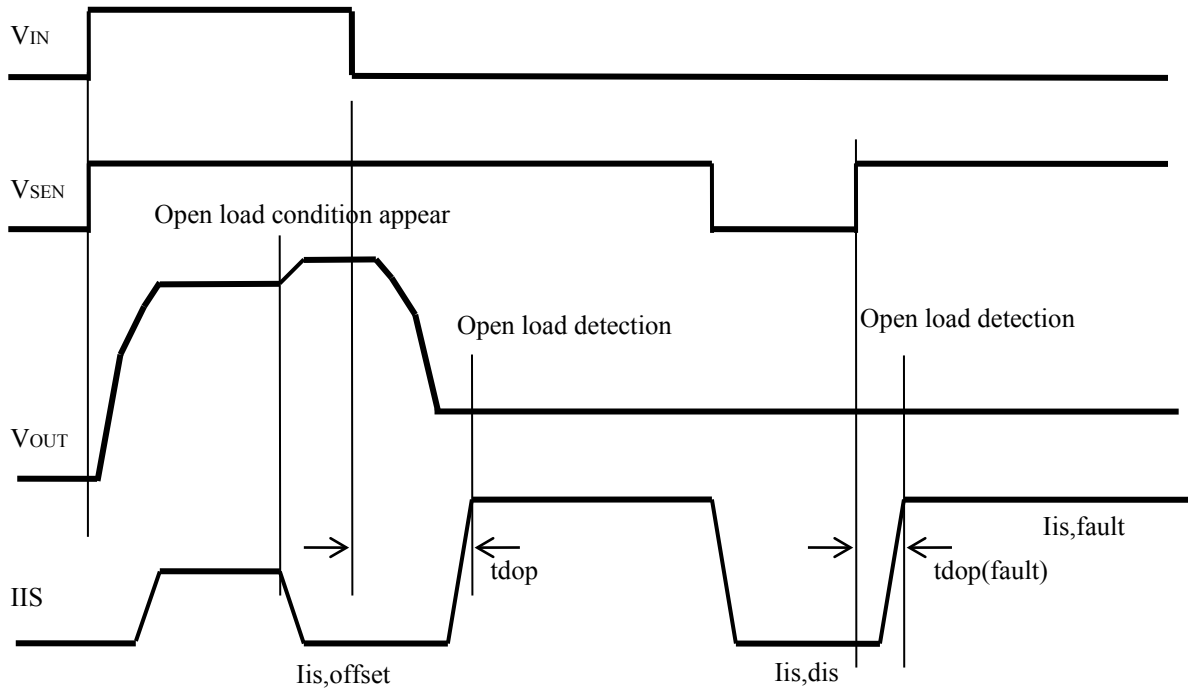 VIN
VSEN
Open load condition appear
Open load detection
Open load detection
VOUT
Iis,fault
tdop
tdop(fault)
IIS
Iis,offset
Iis,dis